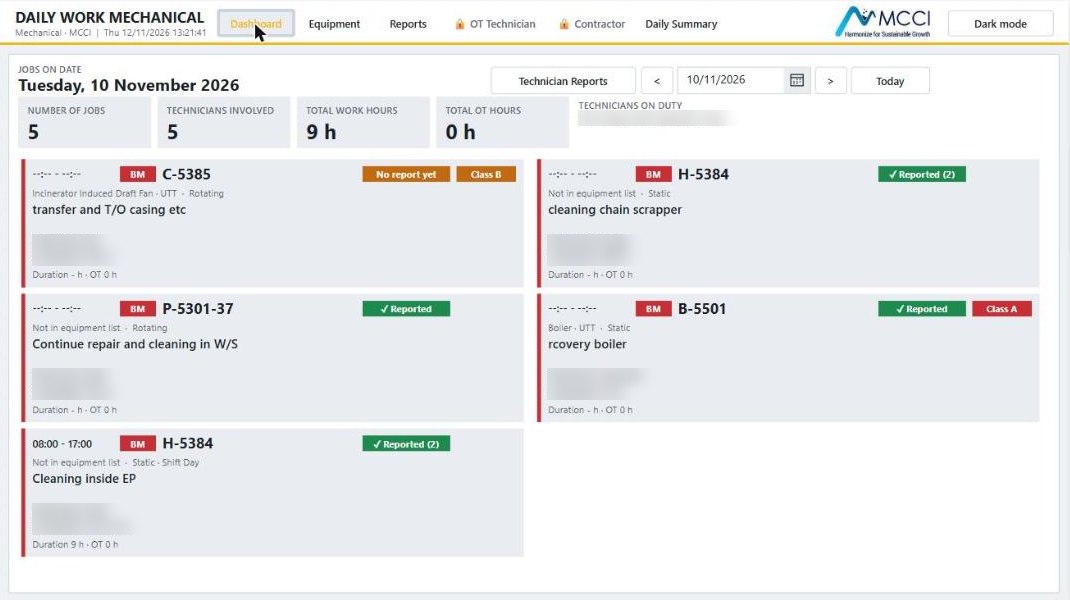 DAILY WORK MECHANICAL
Mechanical · MCCI | Thu 12/11/2026 13:21:41
Dashboard
Equipment
Reports
OT Technician
Contractor
Daily Summary
MCCI
Harmonize for Sustainable Growth
Dark mode
JOBS ON DATE
Tuesday, 10 November 2026
Technician Reports
<
10/11/2026
>
Today
NUMBER OF JOBS
5
TECHNICIANS INVOLVED
5
TOTAL WORK HOURS
9 h
TOTAL OT HOURS
0 h
TECHNICIANS ON DUTY
--:-- - --:-- BM C-5385 No report yet Class B
Incinerator Induced Draft Fan · UTT · Rotating
transfer and T/O casing etc
Duration - h · OT 0 h
--:-- - --:-- BM H-5384 ✓ Reported (2)
Not in equipment list · Static
cleaning chain scrapper
Duration - h · OT 0 h
--:-- - --:-- BM P-5301-37 ✓ Reported
Not in equipment list · Rotating
Continue repair and cleaning in W/S
Duration - h · OT 0 h
--:-- - --:-- BM B-5501 ✓ Reported Class A
Boiler · UTT · Static
rcovery boiler
Duration - h · OT 0 h
08:00 - 17:00 BM H-5384 ✓ Reported (2)
Not in equipment list · Static · Shift Day
Cleaning inside EP
Duration 9 h · OT 0 h